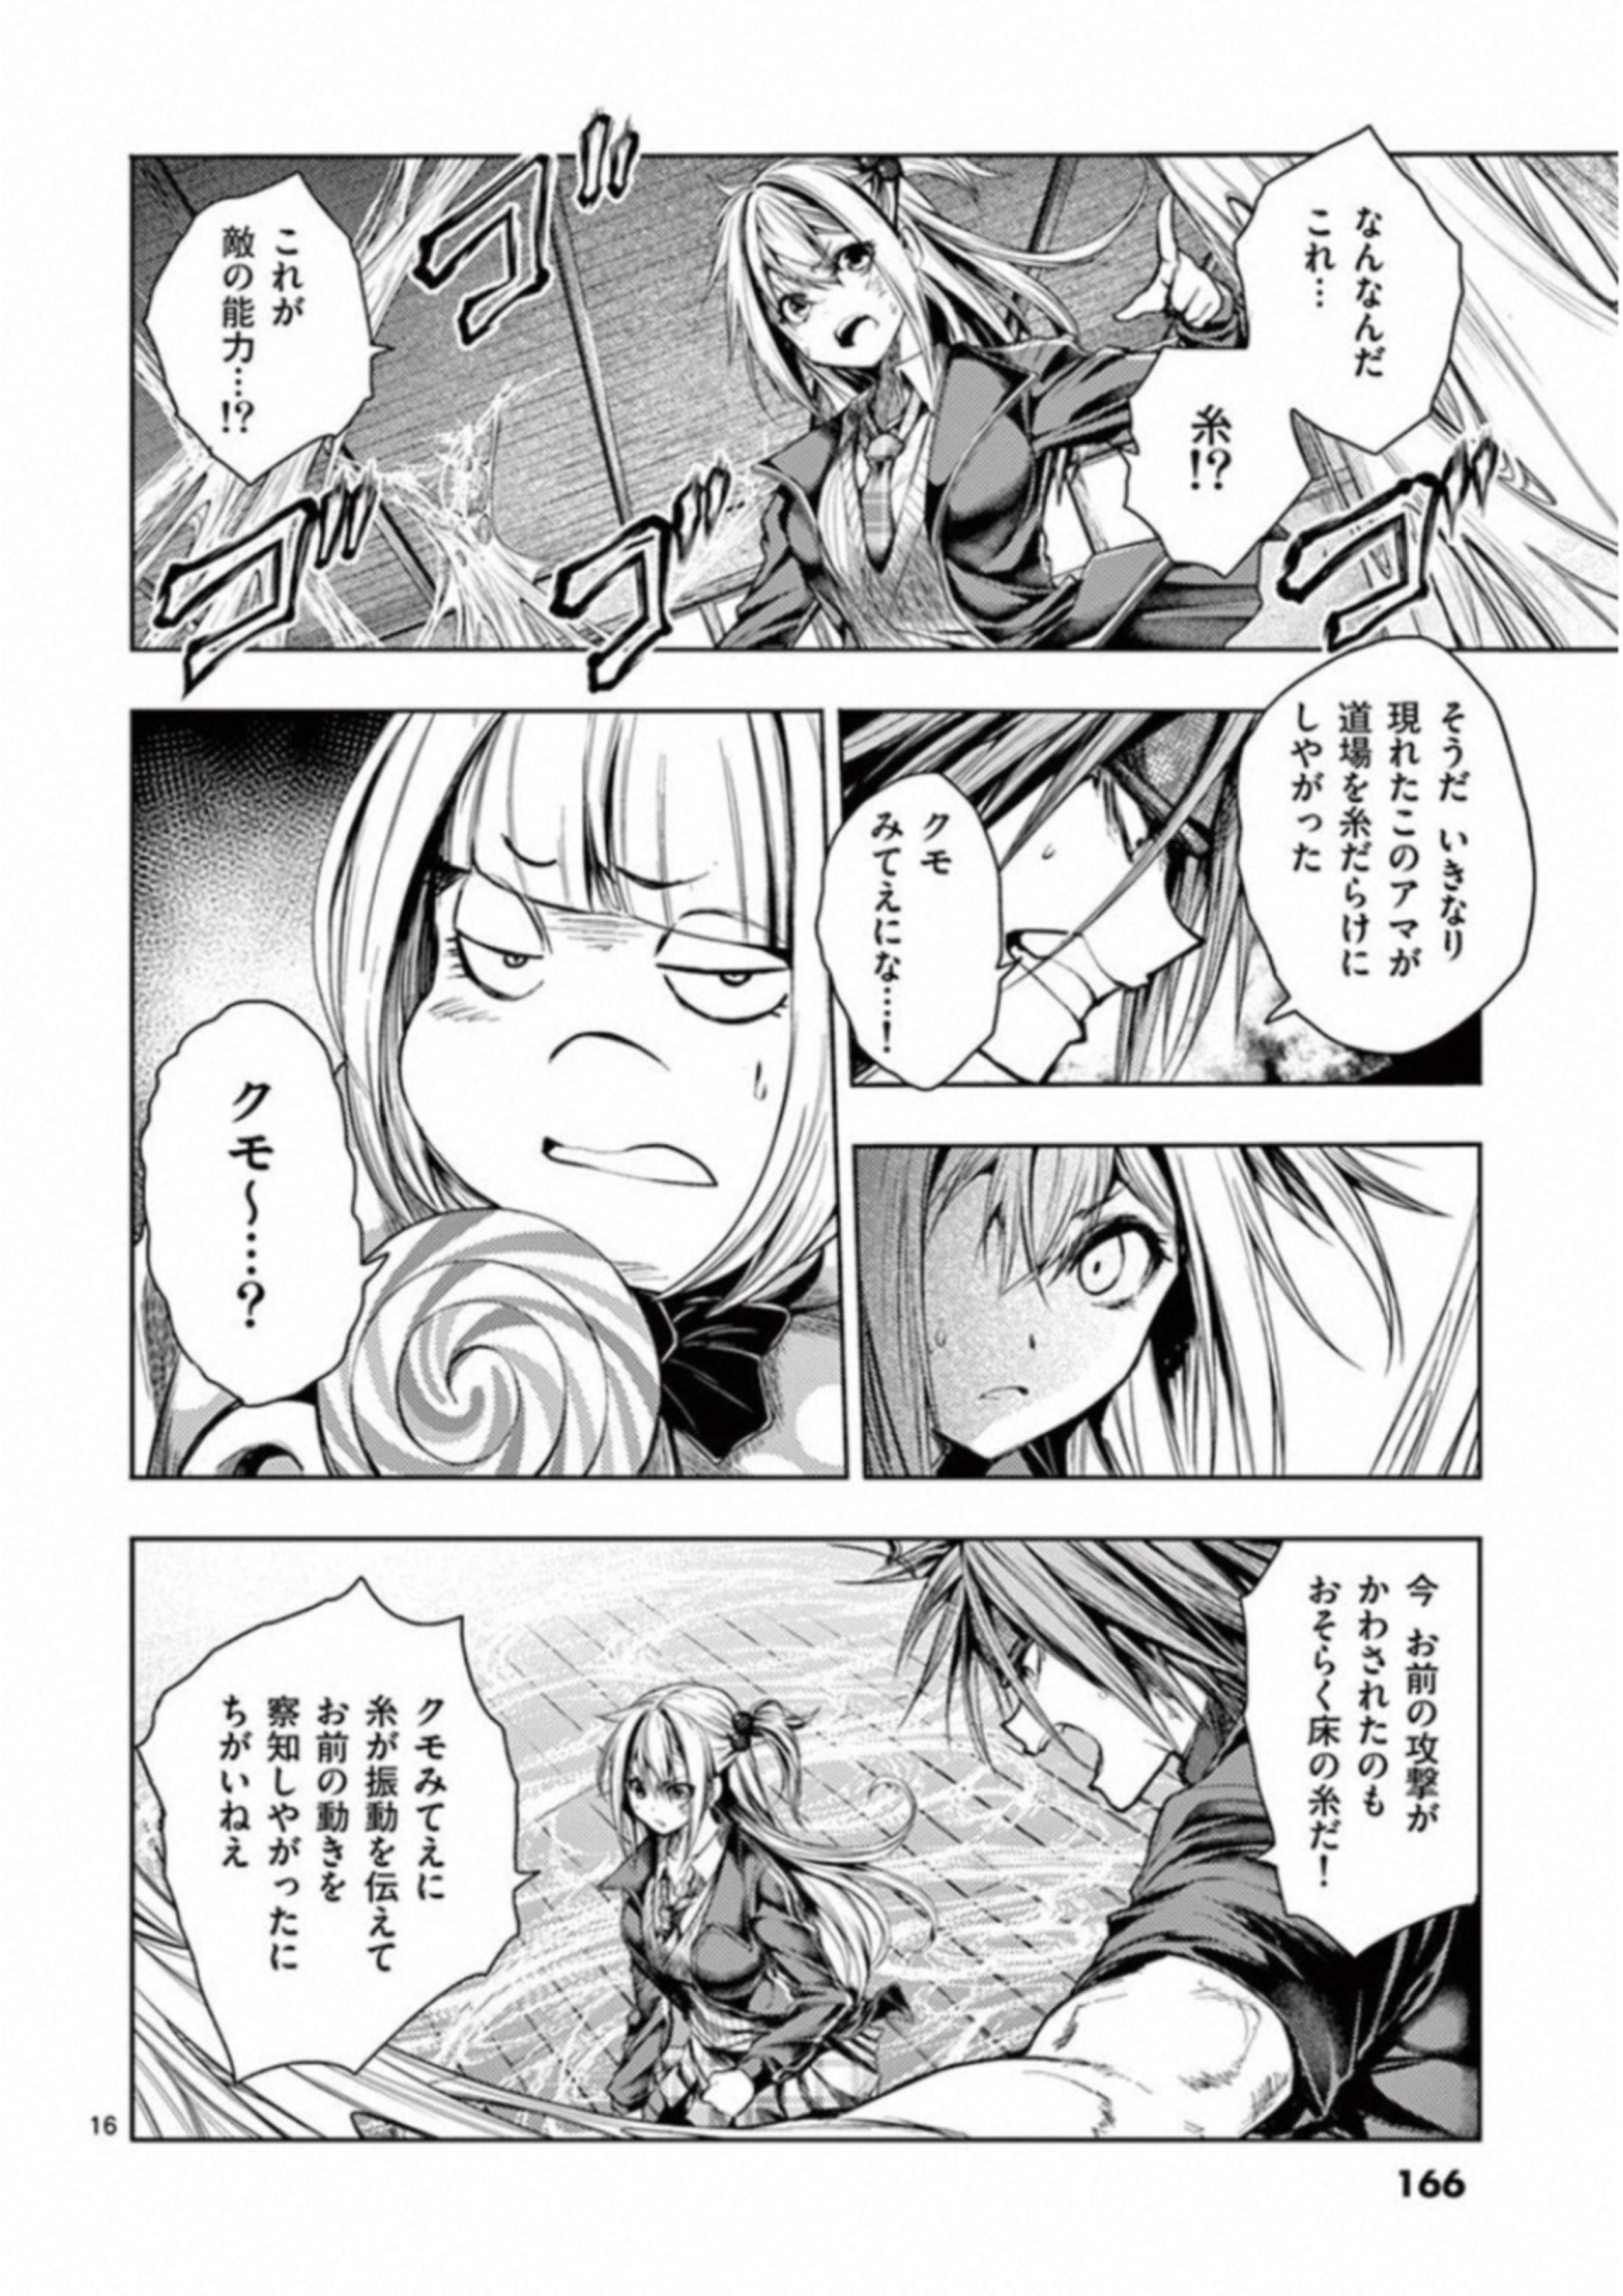 なんなんだ
これ…
糸!?
ゴ゙
ゴ゙
ゴ゙
ゴ゙
これが
敵の能力…!?
そうだ いきなり
現れたこのアマが
道場を糸だらけに
しやがった
クモ
みてえにな…!
クモ〜…?
今 お前の攻撃が
かわされたのも
おそらく床の糸だ!
クモみてえに
糸が振動を伝えて
お前の動きを
察知しやがったに
ちがいねえ
16
166